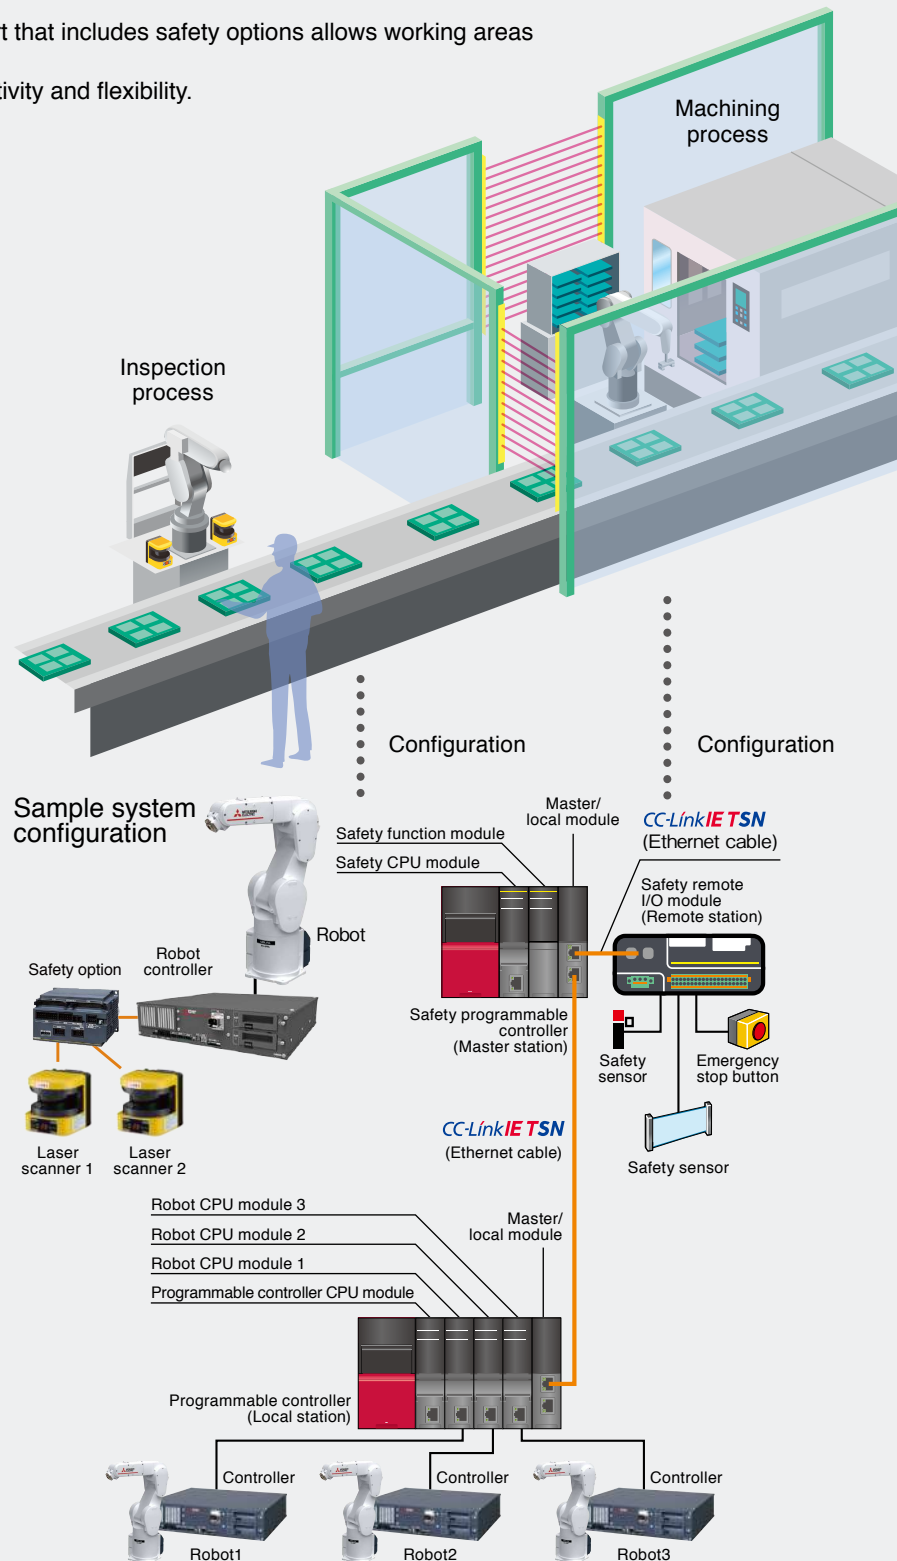 t that includes safety options allows working areas
tivity and flexibility.
Machining
process
Inspection
process
Configuration
Configuration
Sample system
configuration
Safety function module
Safety CPU module
Master/
local module
CC-Link IE TSN
(Ethernet cable)
Safety remote
I/O module
(Remote station)
Robot
Robot
controller
Safety option
Safety programmable
controller
(Master station)
Safety
sensor
Emergency
stop button
Laser
scanner 1
Laser
scanner 2
CC-Link IE TSN
(Ethernet cable)
Safety sensor
Robot CPU module 3
Robot CPU module 2
Robot CPU module 1
Programmable controller CPU module
Master/
local module
Programmable controller
(Local station)
Controller
Controller
Controller
Robot1
Robot2
Robot3